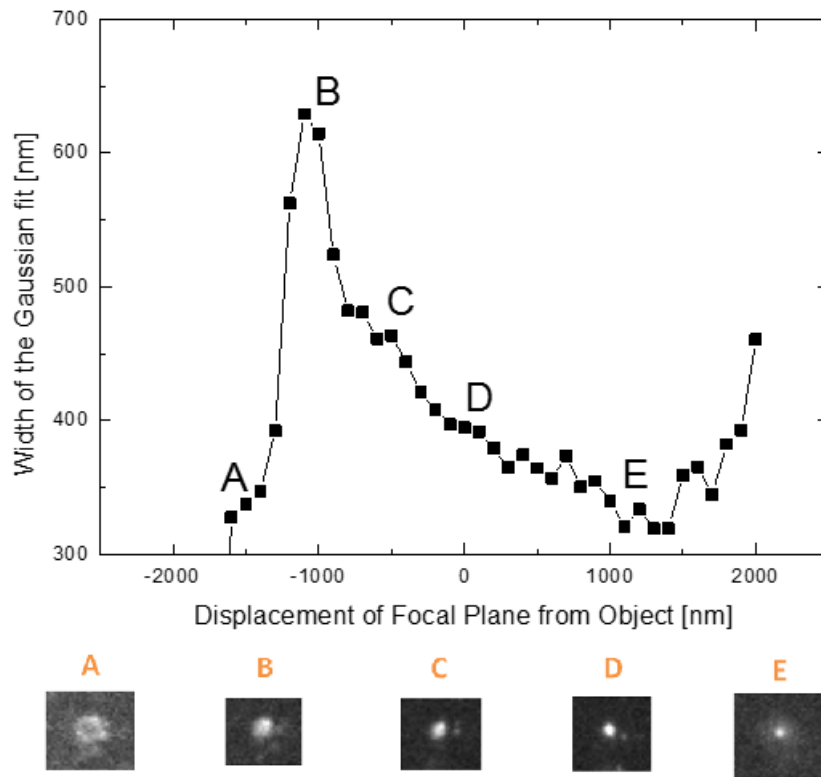 700
600
500
400
300
Width of the Gaussian fit [nm]
A
B
C
D
E
-2000 -1000 0 1000 2000
Displacement of Focal Plane from Object [nm]
A B C D E